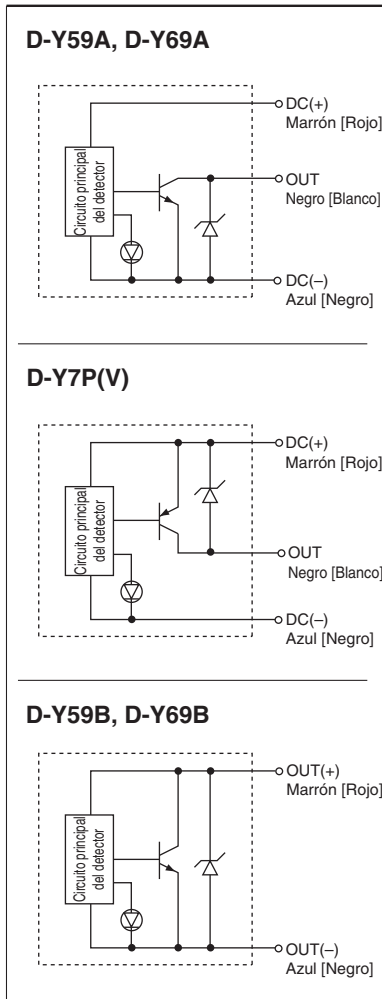 D-Y59A, D-Y69A
DC(+)
Marrón [Rojo]
Circuito principal
del detector
OUT
Negro [Blanco]
DC(–)
Azul [Negro]
D-Y7P(V)
DC(+)
Marrón [Rojo]
Circuito principal
del detector
OUT
Negro [Blanco]
DC(–)
Azul [Negro]
D-Y59B, D-Y69B
OUT(+)
Marrón [Rojo]
Circuito principal
del detector
OUT(–)
Azul [Negro]